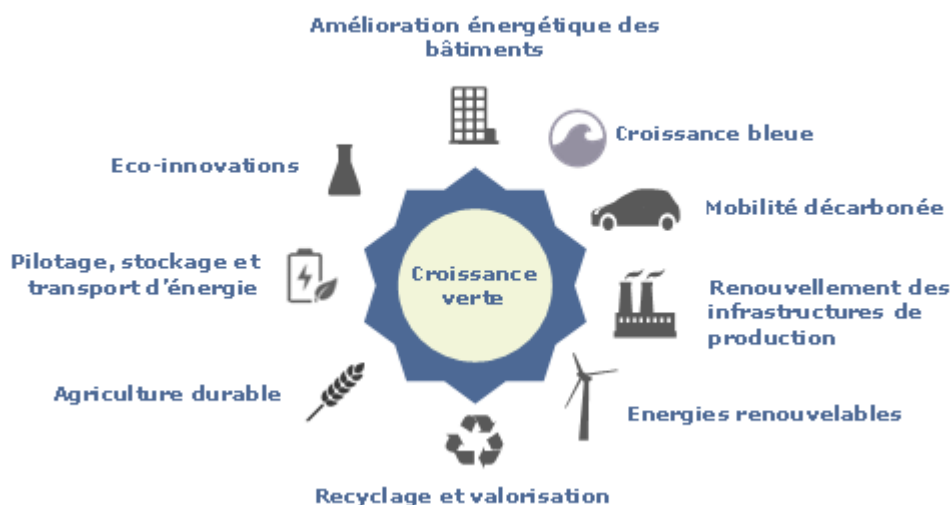 Amélioration énergétique des
bâtiments
Croissance bleue
Eco-innovations
Mobilité décarbonée
Pilotage, stockage et
transport d'énergie
Croissance
verte
Renouvellement des
infrastructures de
production
Agriculture durable
Energies renouvelables
Recyclage et valorisation